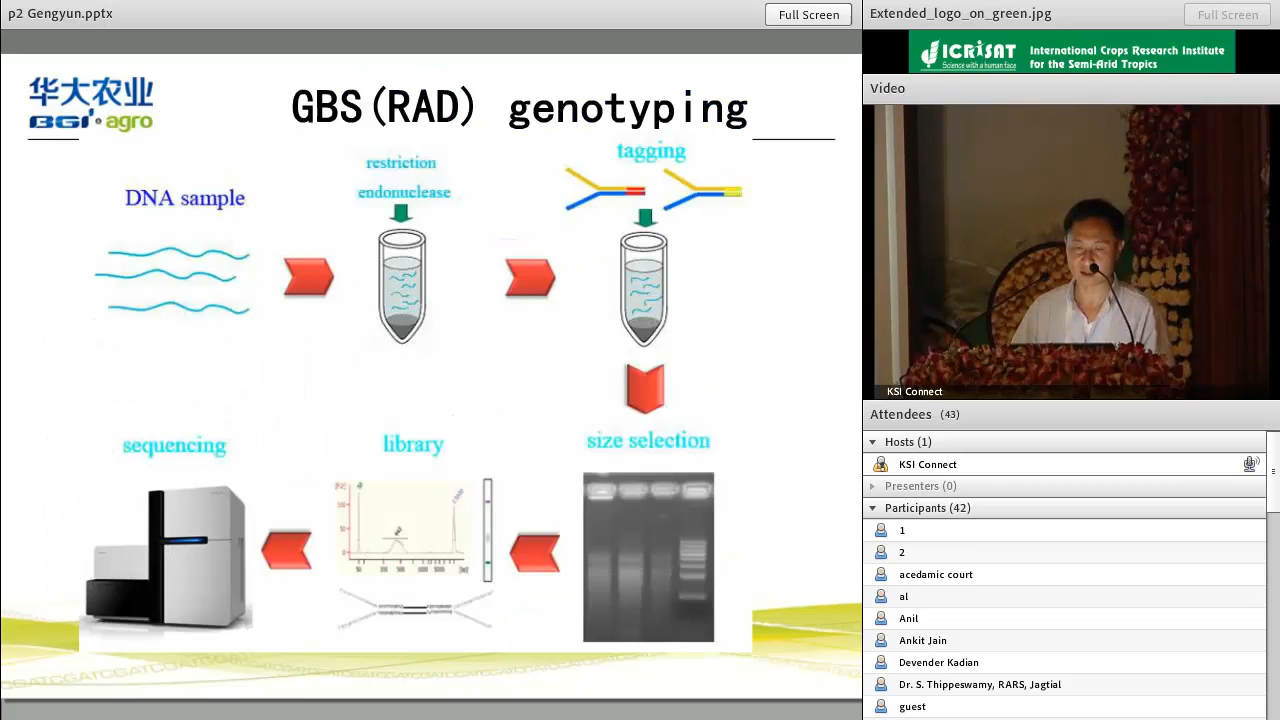 p2 Gengyun.pptx
Full Screen
华大农业
BGI agro
GBS(RAD) genotyping
DNA sample
restriction
endonuclease
tagging
size selection
library
sequencing
Extended_logo_on_green.jpg
Full Screen
ICRISAT
Science with a human face
International Crops Research Institute
for the Semi-Arid Tropics
Video
KSI Connect
Attendees (43)
Hosts (1)
KSI Connect
Presenters (0)
Participants (42)
1
2
acedamic court
al
Anil
Ankit Jain
Devender Kadian
Dr. S. Thippeswamy, RARS, Jagtial
guest